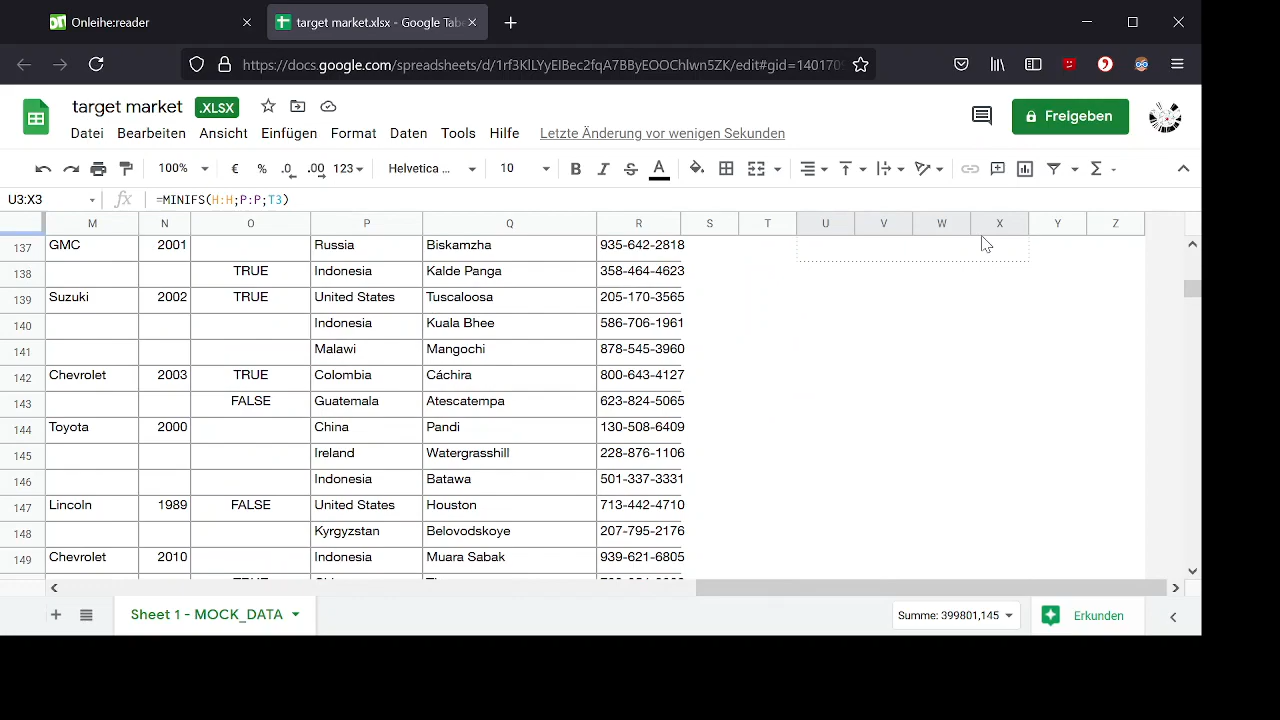 Onleihe:reader
target market.xlsx - Google Tabe
https://docs.google.com/spreadsheets/d/1rf3KlLYyEIBec2fqA7BByEOOChlwn5ZK/edit#gid=140170
target market .XLSX
Datei Bearbeiten Ansicht Einfügen Format Daten Tools Hilfe Letzte Änderung vor wenigen Sekunden
Freigeben
100% € % .0 .00 123 Helvetica ... 10 B I S A Σ
U3:X3 fx =MINIFS(H:H;P:P;T3)
M N O P Q R S T U V W X Y Z
137 GMC 2001 Russia Biskamzha 935-642-2818
138 TRUE Indonesia Kalde Panga 358-464-4623
139 Suzuki 2002 TRUE United States Tuscaloosa 205-170-3565
140 Indonesia Kuala Bhee 586-706-1961
141 Malawi Mangochi 878-545-3960
142 Chevrolet 2003 TRUE Colombia Cáchira 800-643-4127
143 FALSE Guatemala Atescatempa 623-824-5065
144 Toyota 2000 China Pandi 130-508-6409
145 Ireland Watergrasshill 228-876-1106
146 Indonesia Batawa 501-337-3331
147 Lincoln 1989 FALSE United States Houston 713-442-4710
148 Kyrgyzstan Belovodskoye 207-795-2176
149 Chevrolet 2010 Indonesia Muara Sabak 939-621-6805
Sheet 1 - MOCK_DATA
Summe: 399801,145
Erkunden